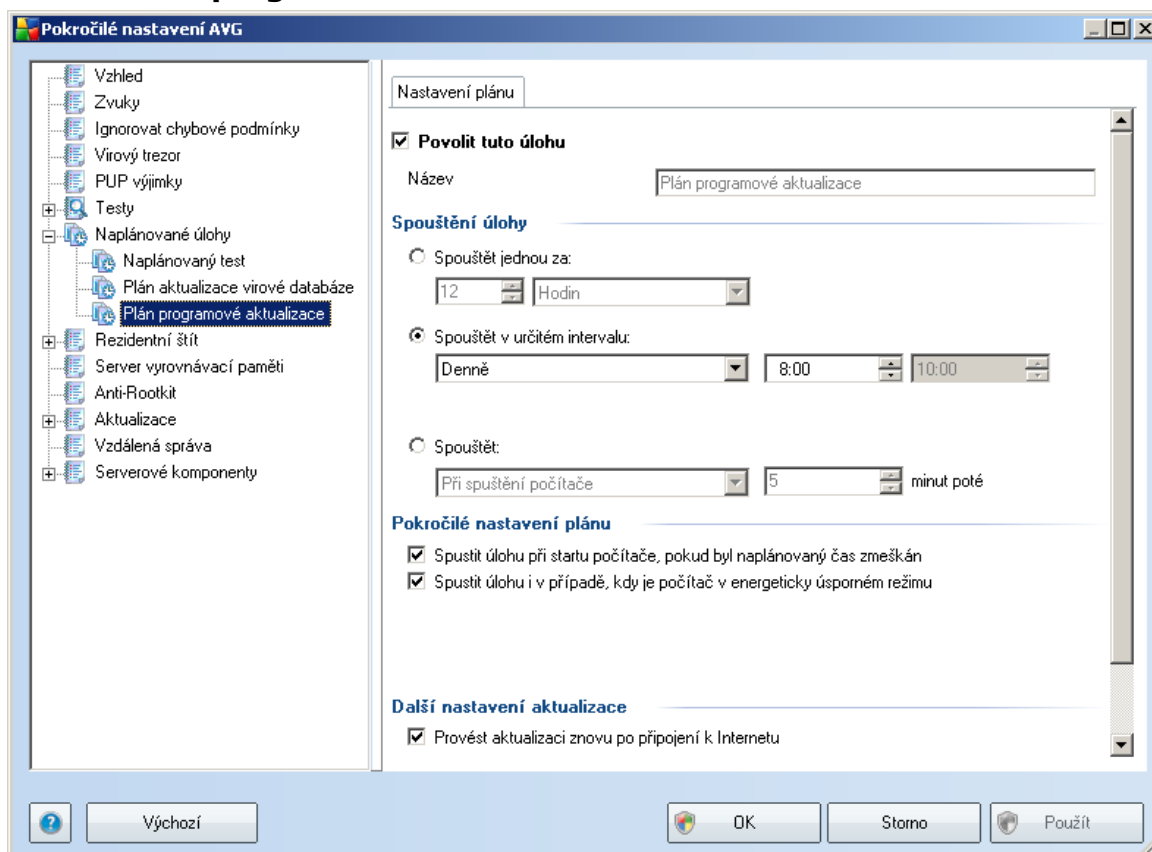 Pokročilé nastavení AVG
Vzhled
Zvuky
Ignorovat chybové podmínky
Virový trezor
PUP výjimky
Testy
Naplánované úlohy
Naplánovaný test
Plán aktualizace virové databáze
Plán programové aktualizace
Rezidentní štít
Server vyrovnávací paměti
Anti-Rootkit
Aktualizace
Vzdálená správa
Serverové komponenty
Nastavení plánu
Povolit tuto úlohu
Název
Plán programové aktualizace
Spouštění úlohy
Spouštět jednou za:
12 Hodin
Spouštět v určitém intervalu:
Denně 8:00 10:00
Spouštět:
Při spuštění počítače 5 minut poté
Pokročilé nastavení plánu
Spustit úlohu při startu počítače, pokud byl naplánovaný čas zmeškán
Spustit úlohu i v případě, kdy je počítač v energeticky úsporném režimu
Další nastavení aktualizace
Provést aktualizaci znovu po připojení k Internetu
Výchozí
OK
Storno
Použít